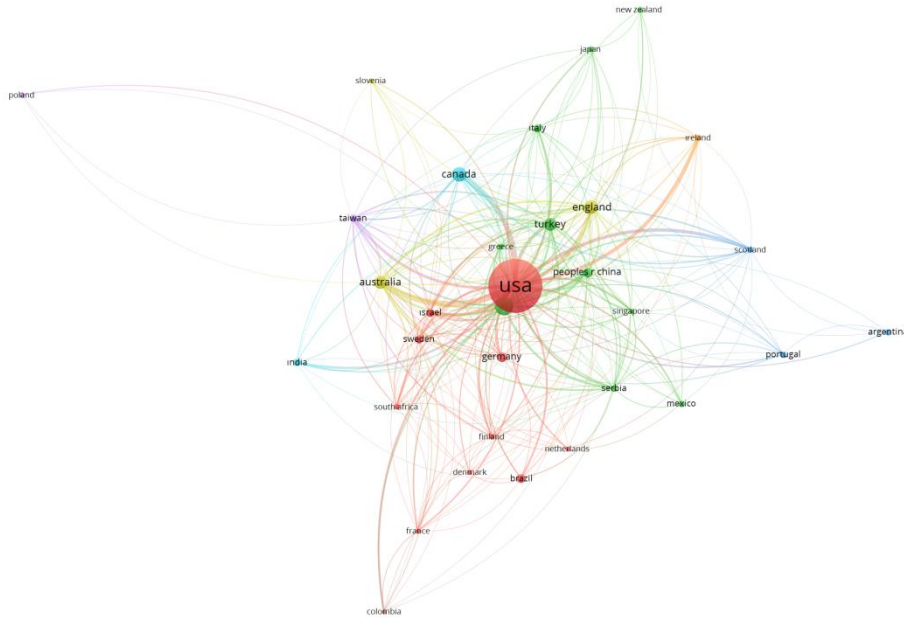 new zealand
japan
slovenia
poland
italy
ireland
canada
england
taiwan
turkey
greece
scotland
peoples r china
australia
usa
singapore
israel
argentin
sweden
germany
portugal
india
serbia
mexico
south africa
finland
netherlands
denmark
brazil
france
colombia